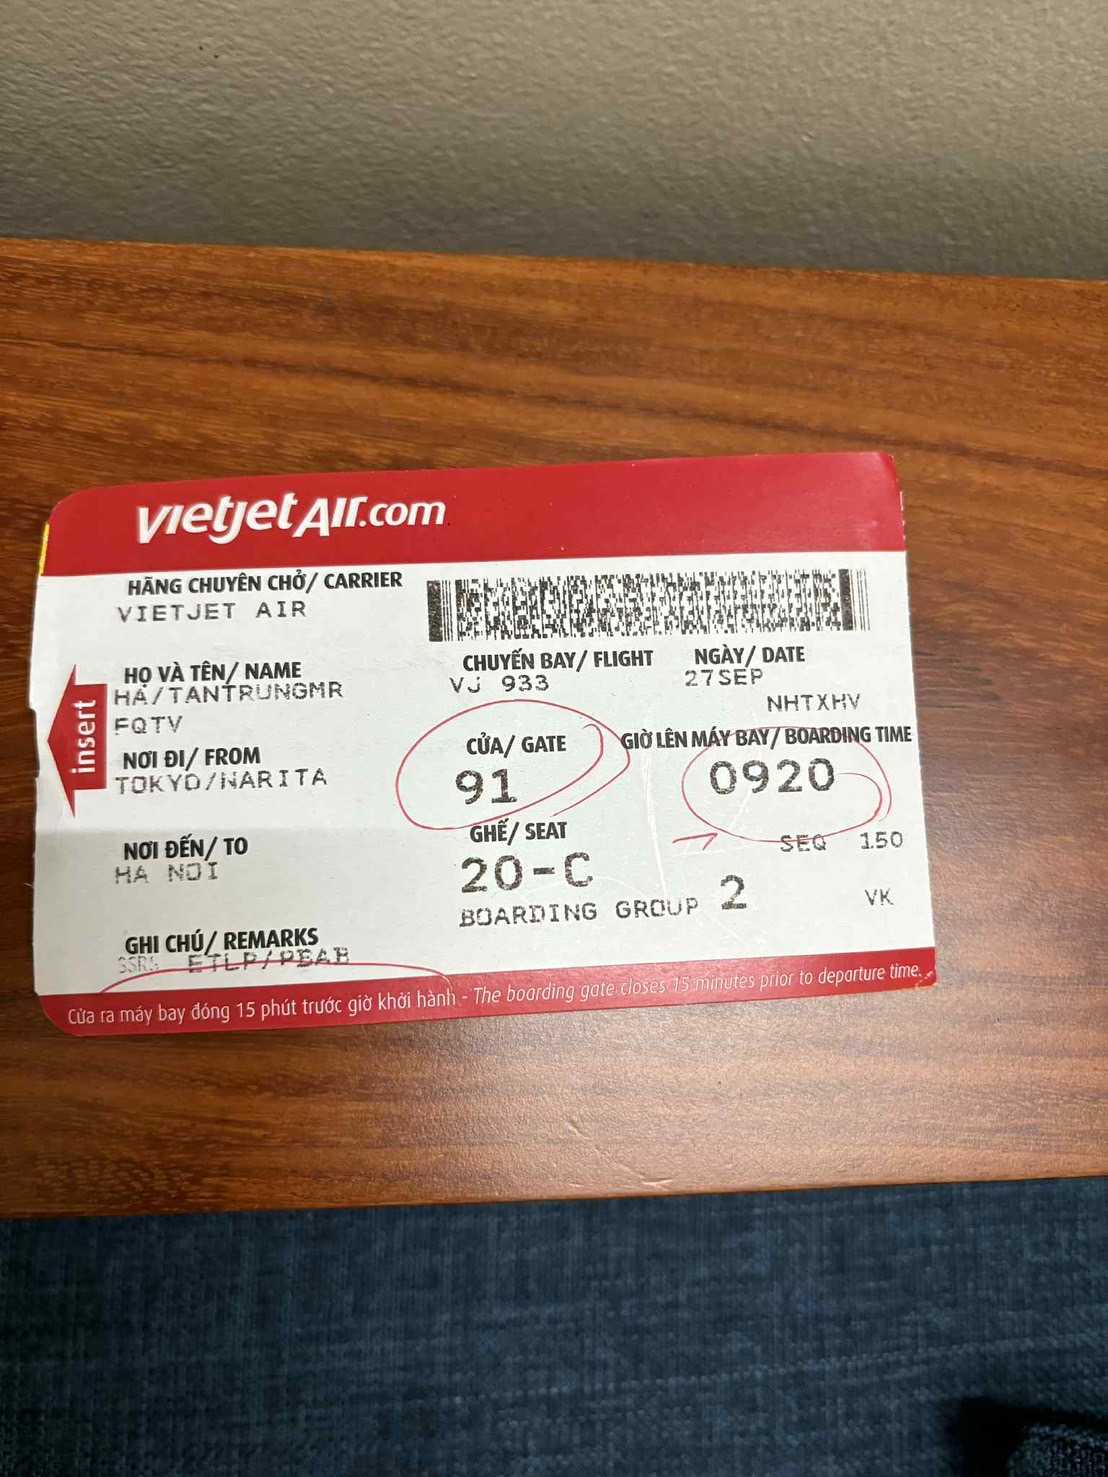 vietjetAir.com
HÃNG CHUYÊN CHỞ/ CARRIER
VIETJET AIR
HỌ VÀ TÊN/ NAME
HA/TANTRUNGMR
FQTV
CHUYẾN BAY/ FLIGHT
VJ 933
NGÀY/ DATE
27SEP
NHTXHV
insert
NƠI ĐI/ FROM
TOKYO/NARITA
CỬA/ GATE
91
GIỜ LÊN MÁY BAY/ BOARDING TIME
0920
NƠI ĐẾN/ TO
HA NOI
GHẾ/ SEAT
20-C
SEQ 150
BOARDING GROUP 2
VK
GHI CHÚ/ REMARKS
ETLP/PBAB
Cửa ra máy bay đóng 15 phút trước giờ khởi hành - The boarding gate closes 15 minutes prior to departure time.